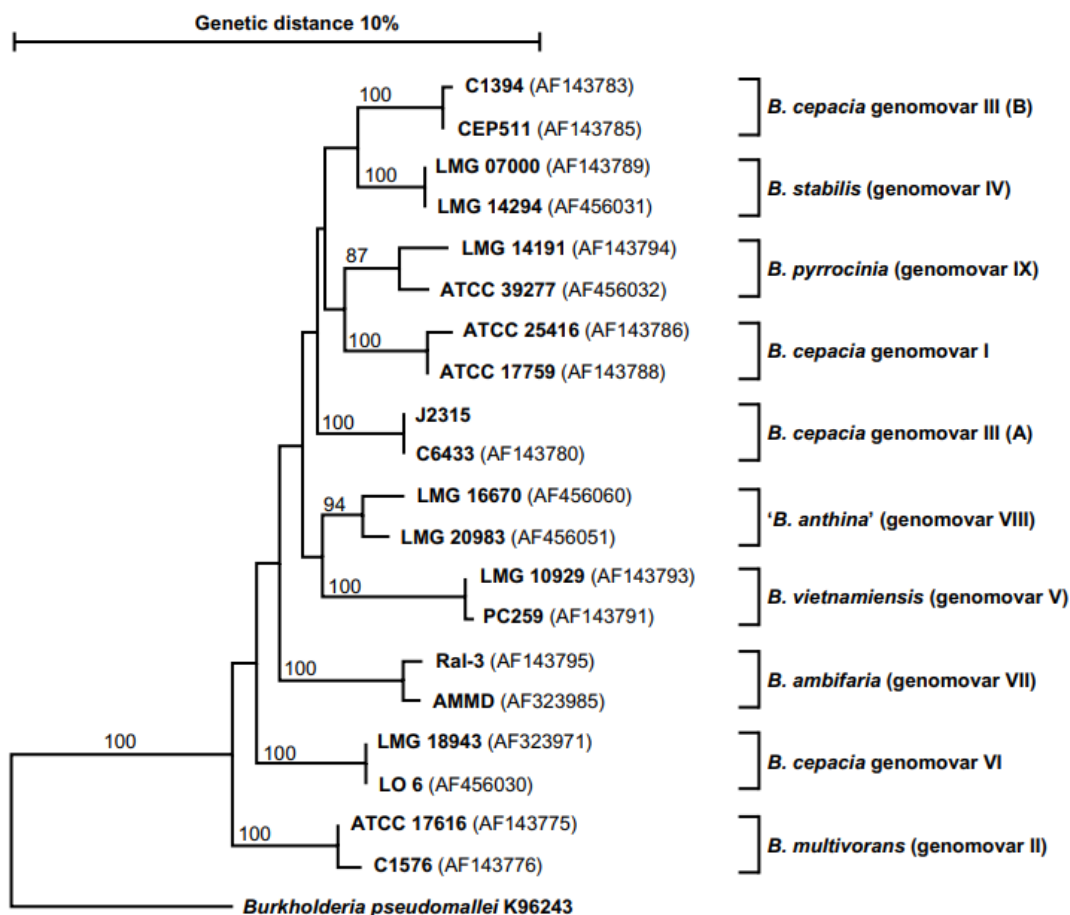 Genetic distance 10%
100
C1394 (AF143783)
CEP511 (AF143785)
B. cepacia genomovar III (B)
100
LMG 07000 (AF143789)
LMG 14294 (AF456031)
B. stabilis (genomovar IV)
87
LMG 14191 (AF143794)
ATCC 39277 (AF456032)
B. pyrrocinia (genomovar IX)
100
ATCC 25416 (AF143786)
ATCC 17759 (AF143788)
B. cepacia genomovar I
100
J2315
C6433 (AF143780)
B. cepacia genomovar III (A)
94
LMG 16670 (AF456060)
LMG 20983 (AF456051)
‘B. anthina’ (genomovar VIII)
100
LMG 10929 (AF143793)
PC259 (AF143791)
B. vietnamiensis (genomovar V)
100
Ral-3 (AF143795)
AMMD (AF323985)
B. ambifaria (genomovar VII)
100
100
LMG 18943 (AF323971)
LO 6 (AF456030)
B. cepacia genomovar VI
100
ATCC 17616 (AF143775)
C1576 (AF143776)
B. multivorans (genomovar II)
Burkholderia pseudomallei K96243